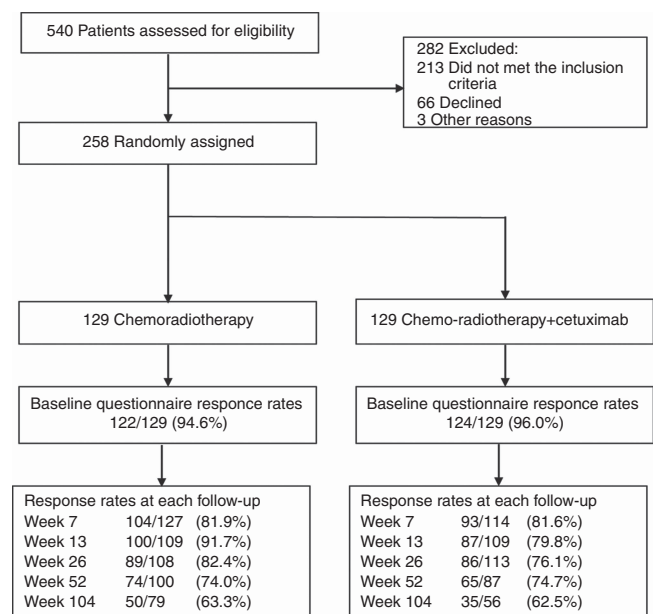 540 Patients assessed for eligibility
282 Excluded:
213 Did not met the inclusion
criteria
66 Declined
3 Other reasons
258 Randomly assigned
129 Chemoradiotherapy
129 Chemo-radiotherapy+cetuximab
Baseline questionnaire responce rates
122/129 (94.6%)
Baseline questionnaire responce rates
124/129 (96.0%)
Response rates at each follow-up
Week 7 104/127 (81.9%)
Week 13 100/109 (91.7%)
Week 26 89/108 (82.4%)
Week 52 74/100 (74.0%)
Week 104 50/79 (63.3%)
Response rates at each follow-up
Week 7 93/114 (81.6%)
Week 13 87/109 (79.8%)
Week 26 86/113 (76.1%)
Week 52 65/87 (74.7%)
Week 104 35/56 (62.5%)